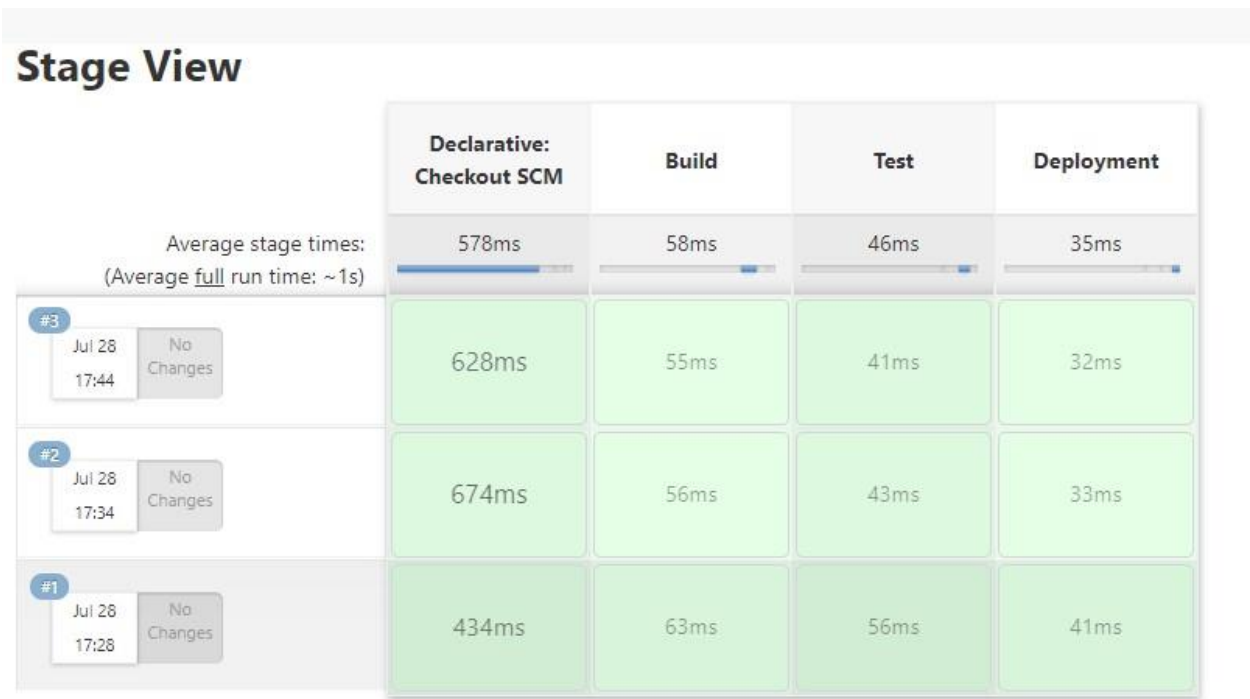 Stage View
Declarative:
Checkout SCM
Build
Test
Deployment
Average stage times:
(Average full run time: ~1s)
578ms
58ms
46ms
35ms
#3
Jul 28
17:44
No
Changes
628ms
55ms
41ms
32ms
#2
Jul 28
17:34
No
Changes
674ms
56ms
43ms
33ms
#1
Jul 28
17:28
No
Changes
434ms
63ms
56ms
41ms